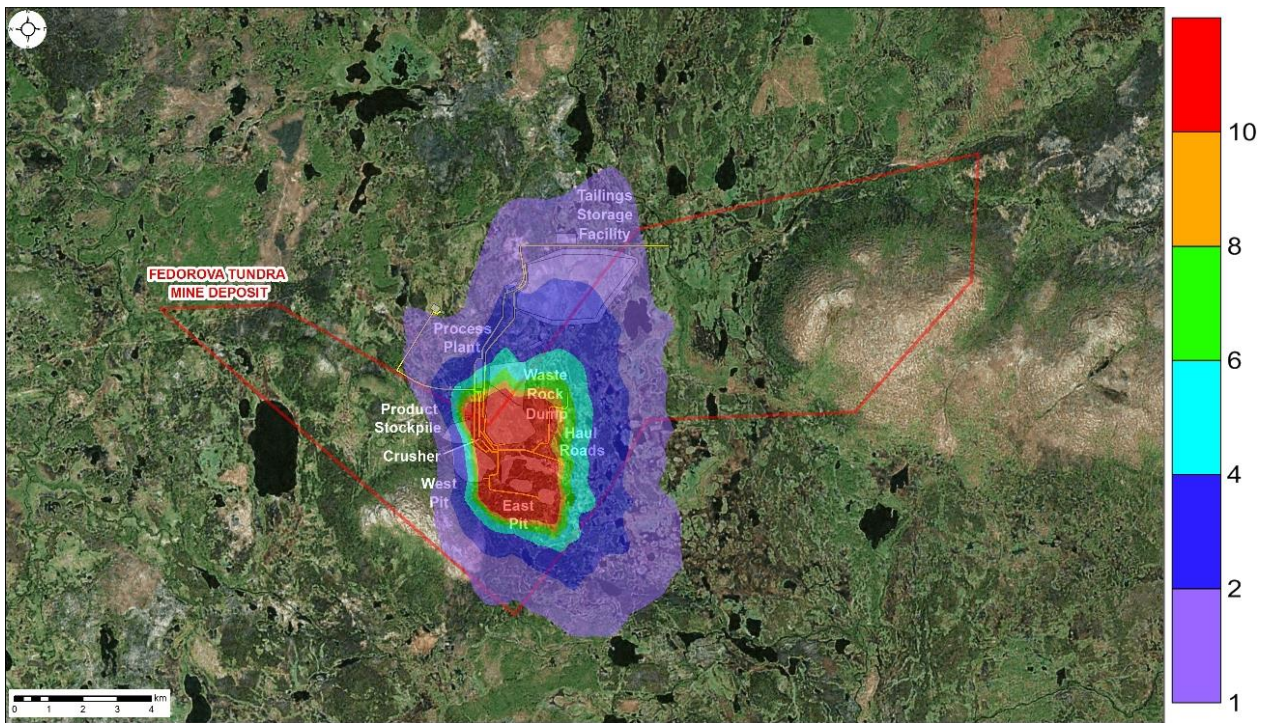 Tailings
Storage
Facility
FEDOROVA TUNDRA
MINE DEPOSIT
Process
Plant
Waste
Rock
Dump
Product
Stockpile
Haul
Roads
Crusher
West
Pit
East
Pit
km
0 1 2 3 4
10
8
6
4
2
1